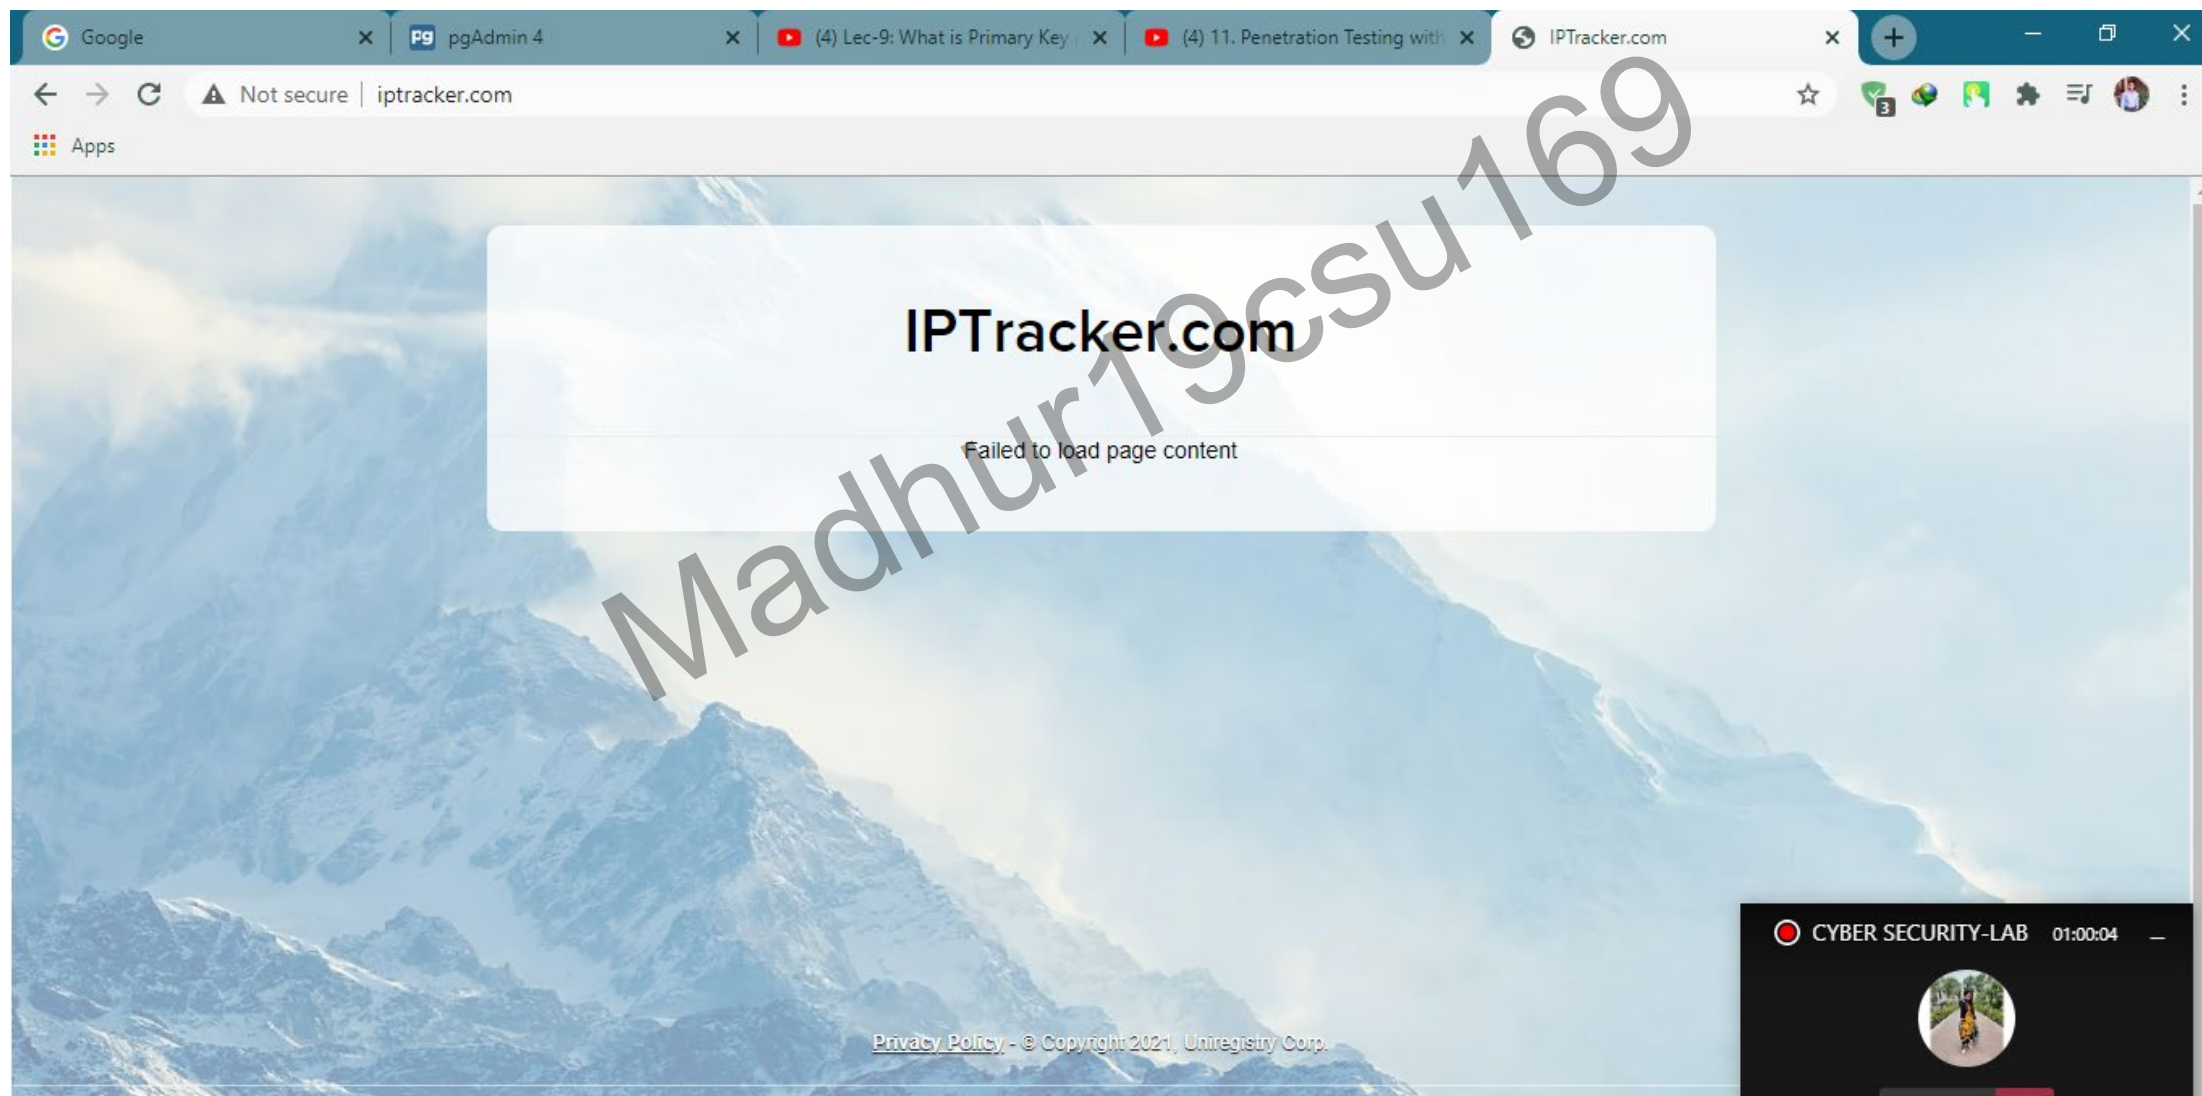 Google
pgAdmin 4
(4) Lec-9: What is Primary Key
(4) 11. Penetration Testing with
IPTracker.com
Not secure
iptracker.com
3
Apps
IPTracker.com
Failed to load page content
Madhur19csu169
CYBER SECURITY-LAB 01:00:04
Privacy Policy - © Copyright 2021, Uniregistry Corp.